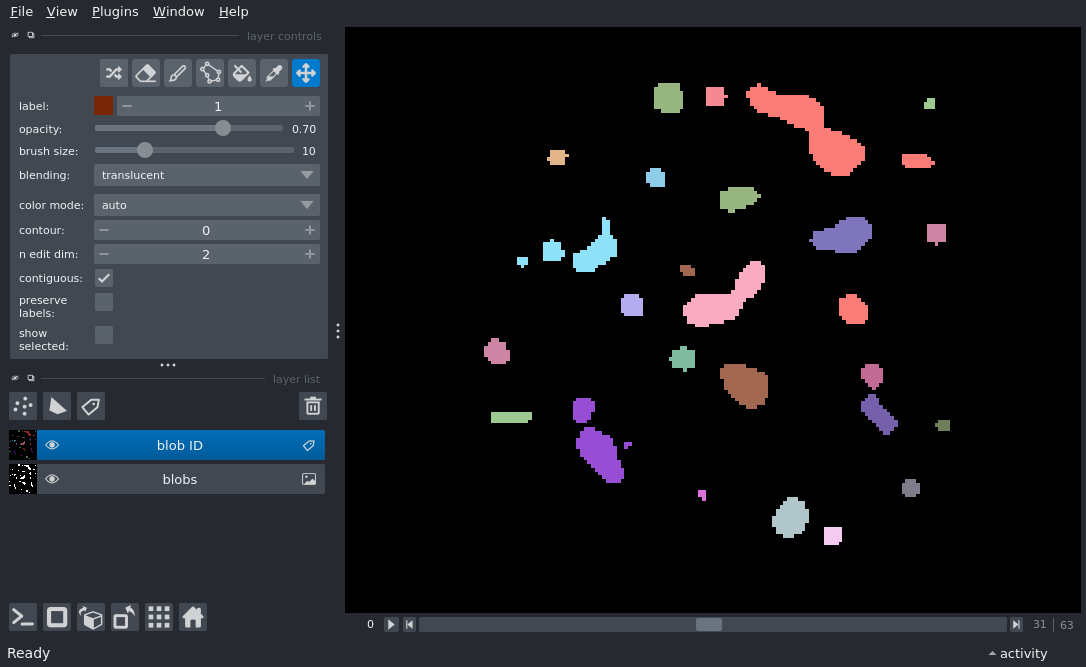 File View Plugins Window Help
layer controls
label: 1
opacity: 0.70
brush size: 10
blending: translucent
color mode: auto
contour: 0
n edit dim: 2
contiguous:
preserve
labels:
show
selected:
layer list
blob ID
blobs
0 31 63
Ready activity